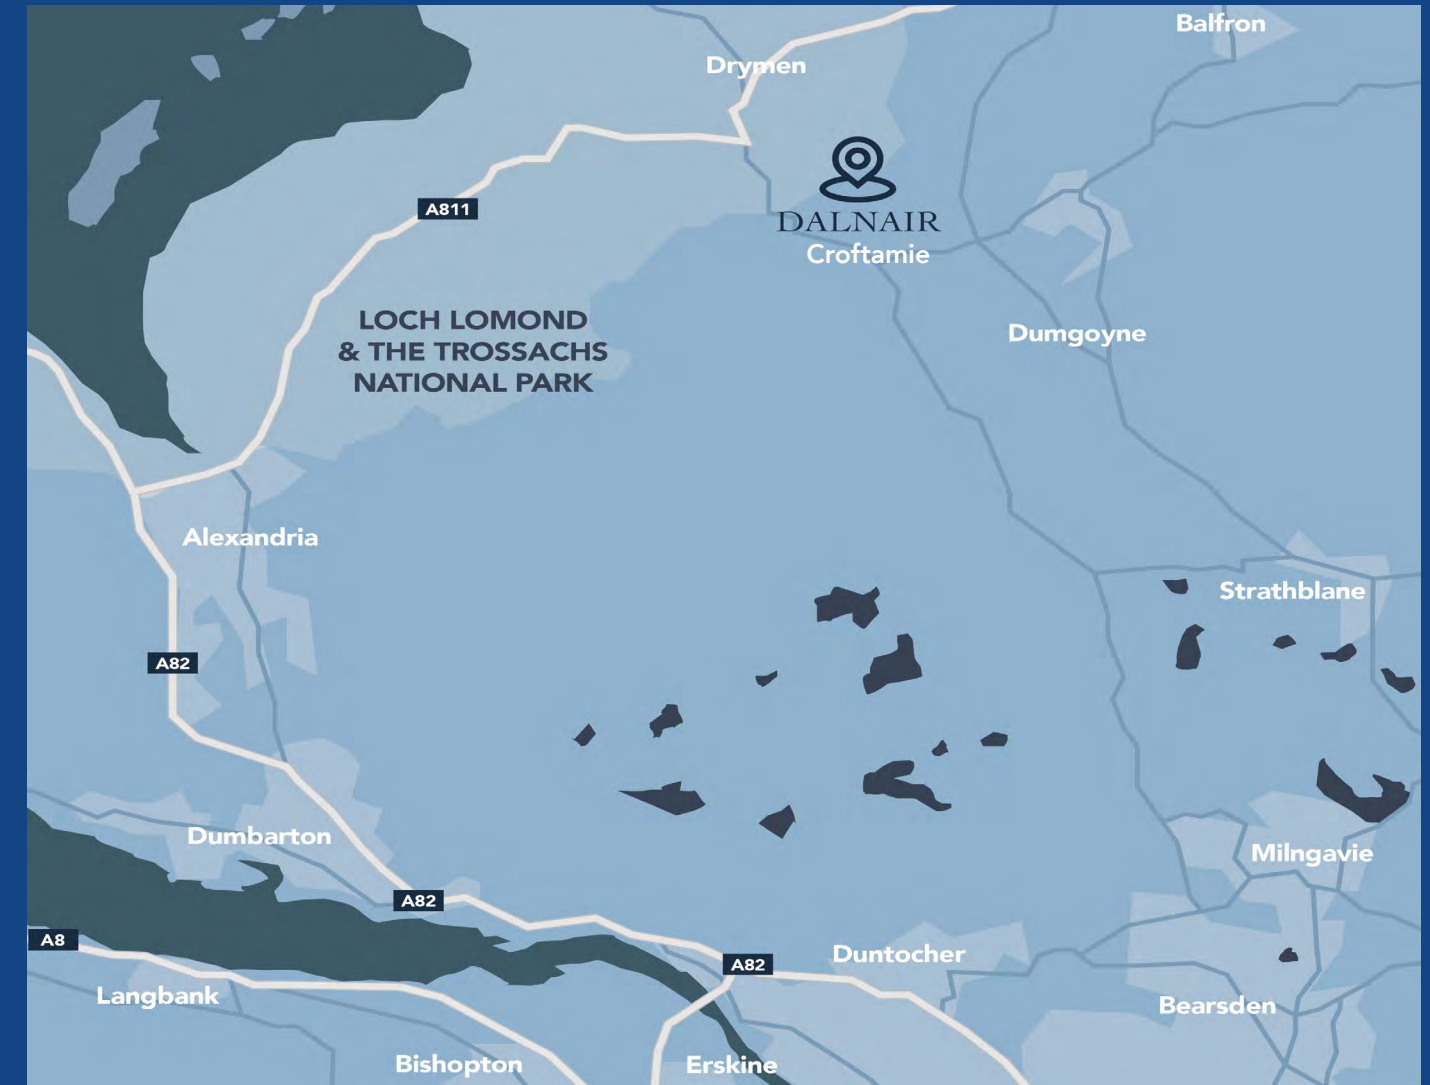 Balfron
Drymen
DALNAIR
Croftamie
A811
LOCH LOMOND
& THE TROSSACHS
NATIONAL PARK
Dumgoyne
Alexandria
Strathblane
A82
Dumbarton
Milngavie
A82
A8
Duntocher
A82
Langbank
Bearsden
Bishopton
Erskine